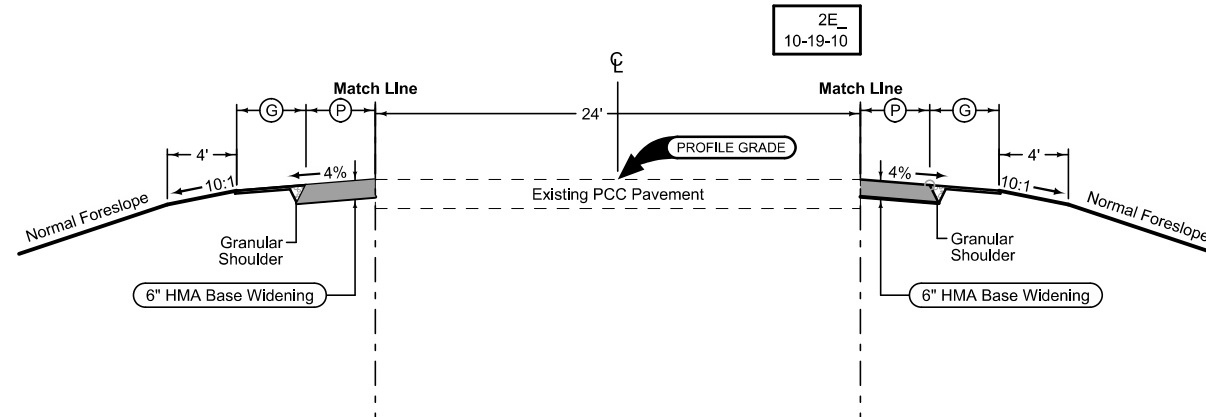 2E_
10-19-10
℄
Match Line
Match Line
G
P
24'
P
G
PROFILE GRADE
4'
4'
10:1
4%
4%
10:1
Existing PCC Pavement
Normal Foreslope
Normal Foreslope
Granular
Shoulder
Granular
Shoulder
6" HMA Base Widening
6" HMA Base Widening